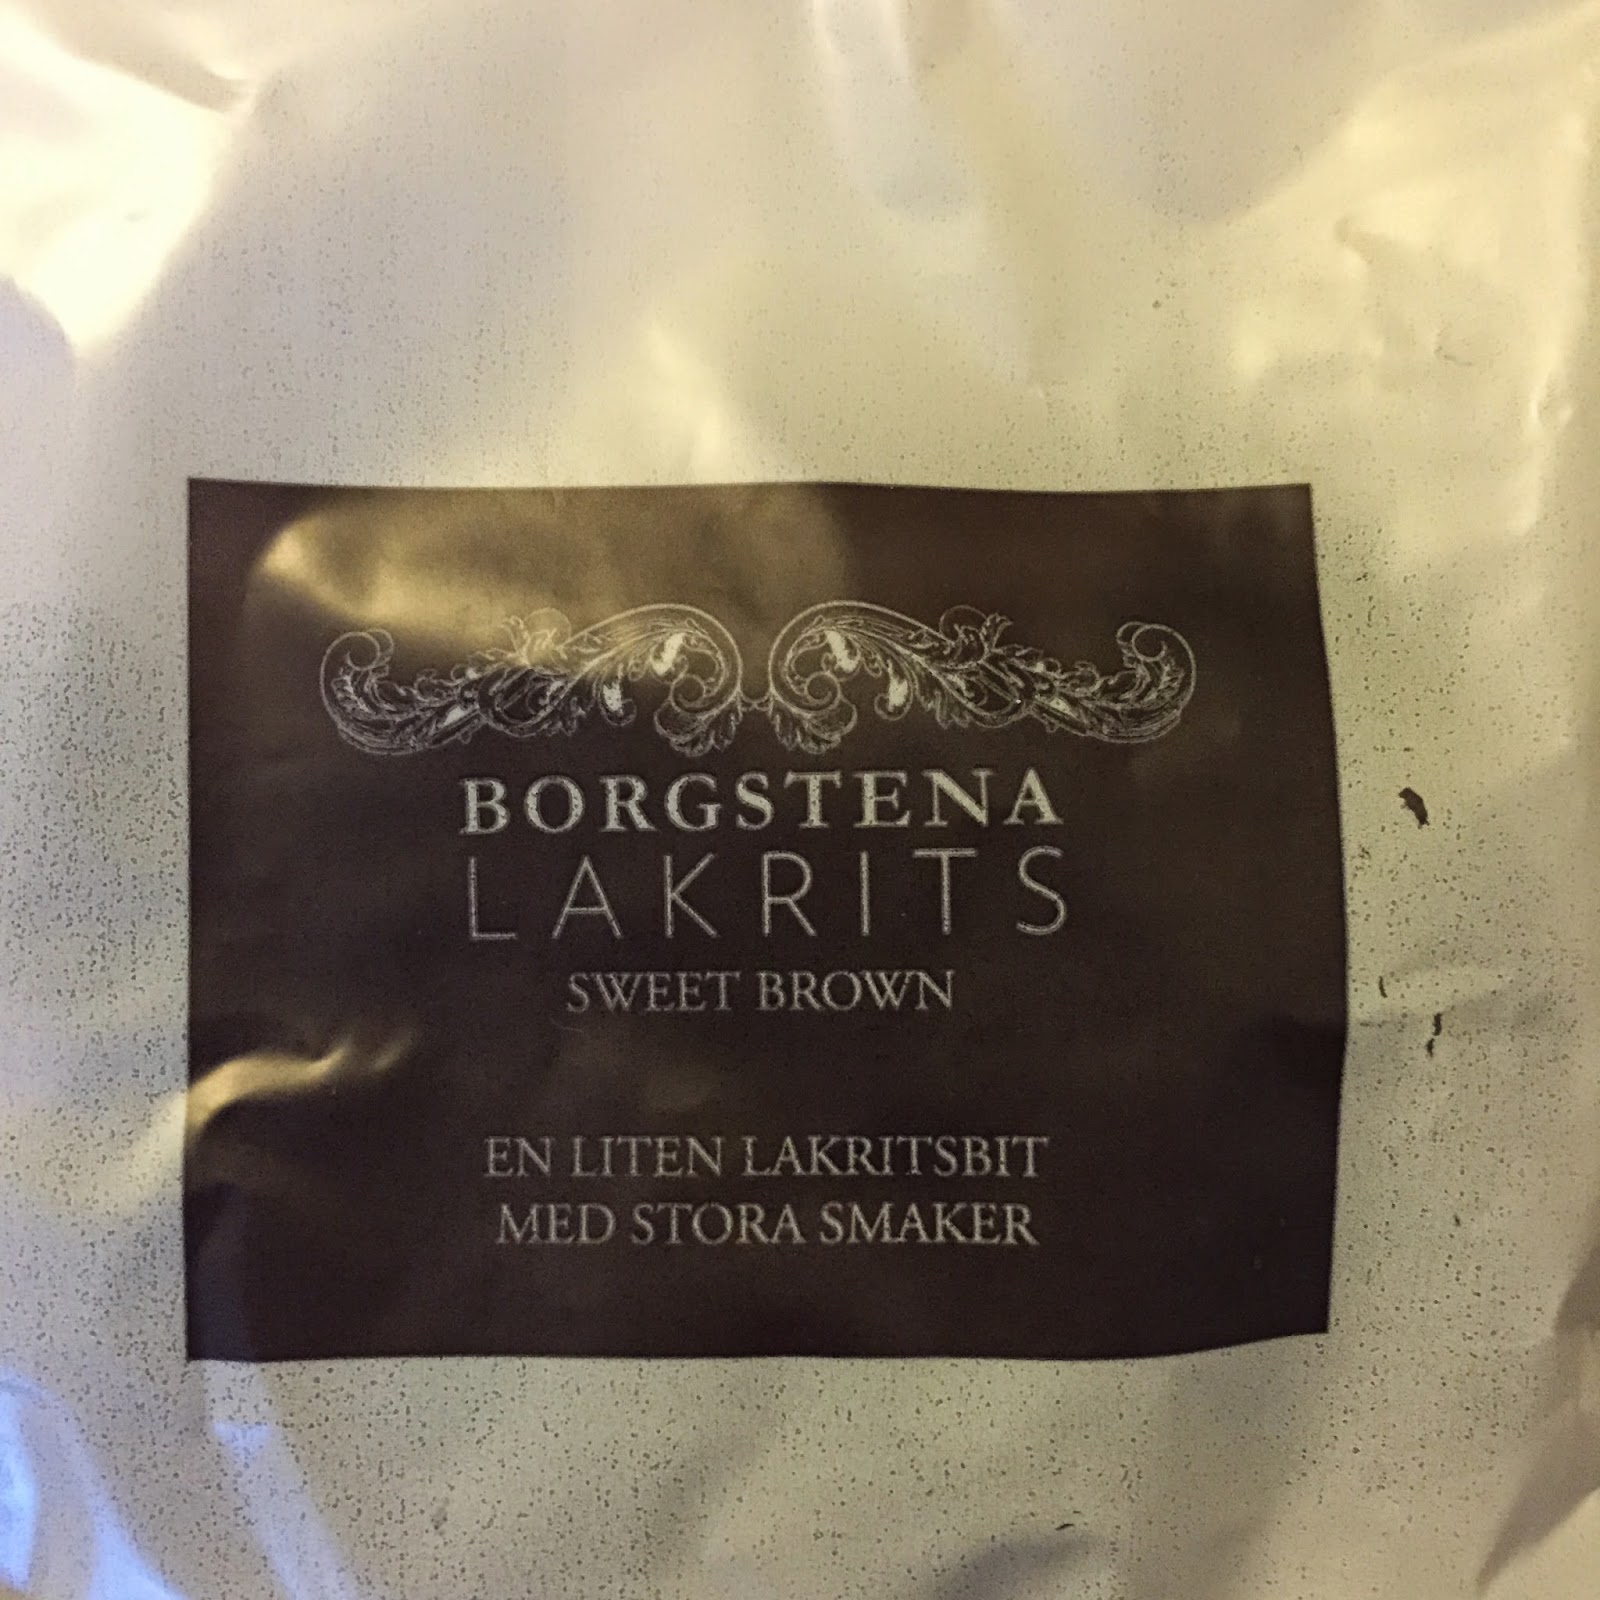 BORGSTENA
LAKRITS
SWEET BROWN
EN LITEN LAKRITSBIT
MED STORA SMAKER